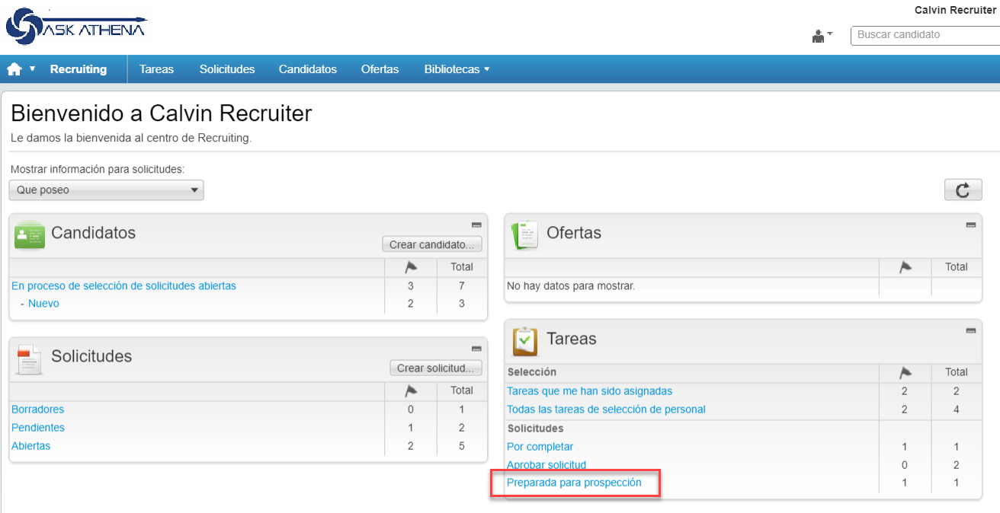 Calvin Recruiter
ASK ATHENA
Buscar candidato
Recruiting Tareas Solicitudes Candidatos Ofertas Bibliotecas
Bienvenido a Calvin Recruiter
Le damos la bienvenida al centro de Recruiting.
Mostrar información para solicitudes:
Que poseo
Candidatos
Crear candidato...
Total
En proceso de selección de solicitudes abiertas 3 7
- Nuevo 2 3
Solicitudes
Crear solicitud...
Total
Borradores 0 1
Pendientes 1 2
Abiertas 2 5
Ofertas
Total
No hay datos para mostrar.
Tareas
Selección Total
Tareas que me han sido asignadas 2 2
Todas las tareas de selección de personal 2 4
Solicitudes
Por completar 1 1
Aprobar solicitud 0 2
Preparada para prospección 1 1